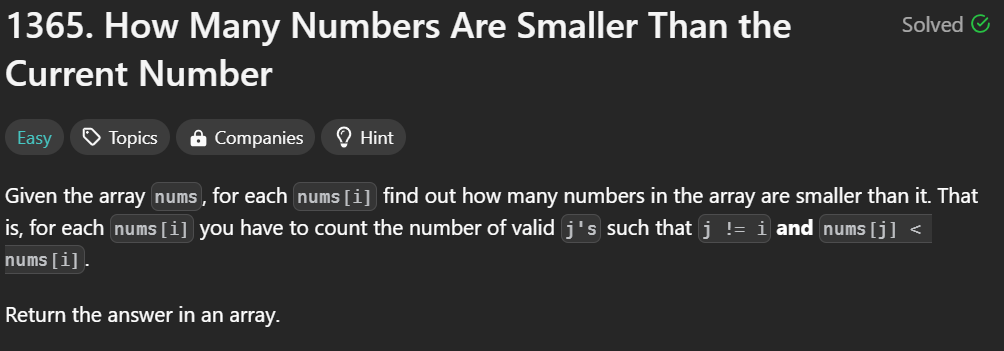 1365. How Many Numbers Are Smaller Than the
Solved
Current Number
Easy Topics Companies Hint
Given the array nums, for each nums[i] find out how many numbers in the array are smaller than it. That
is, for each nums[i] you have to count the number of valid j's such that j != i and nums[j] <
nums[i].
Return the answer in an array.